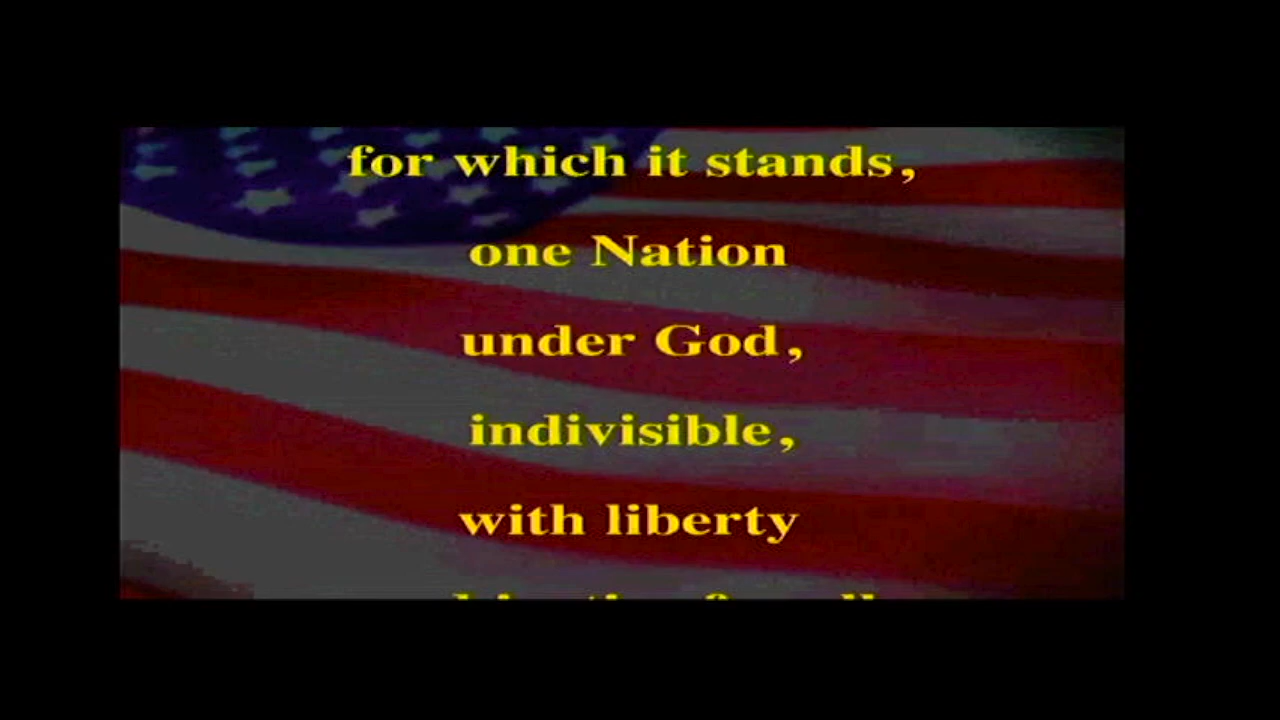 for which it stands,
one Nation
under God,
indivisible,
with liberty